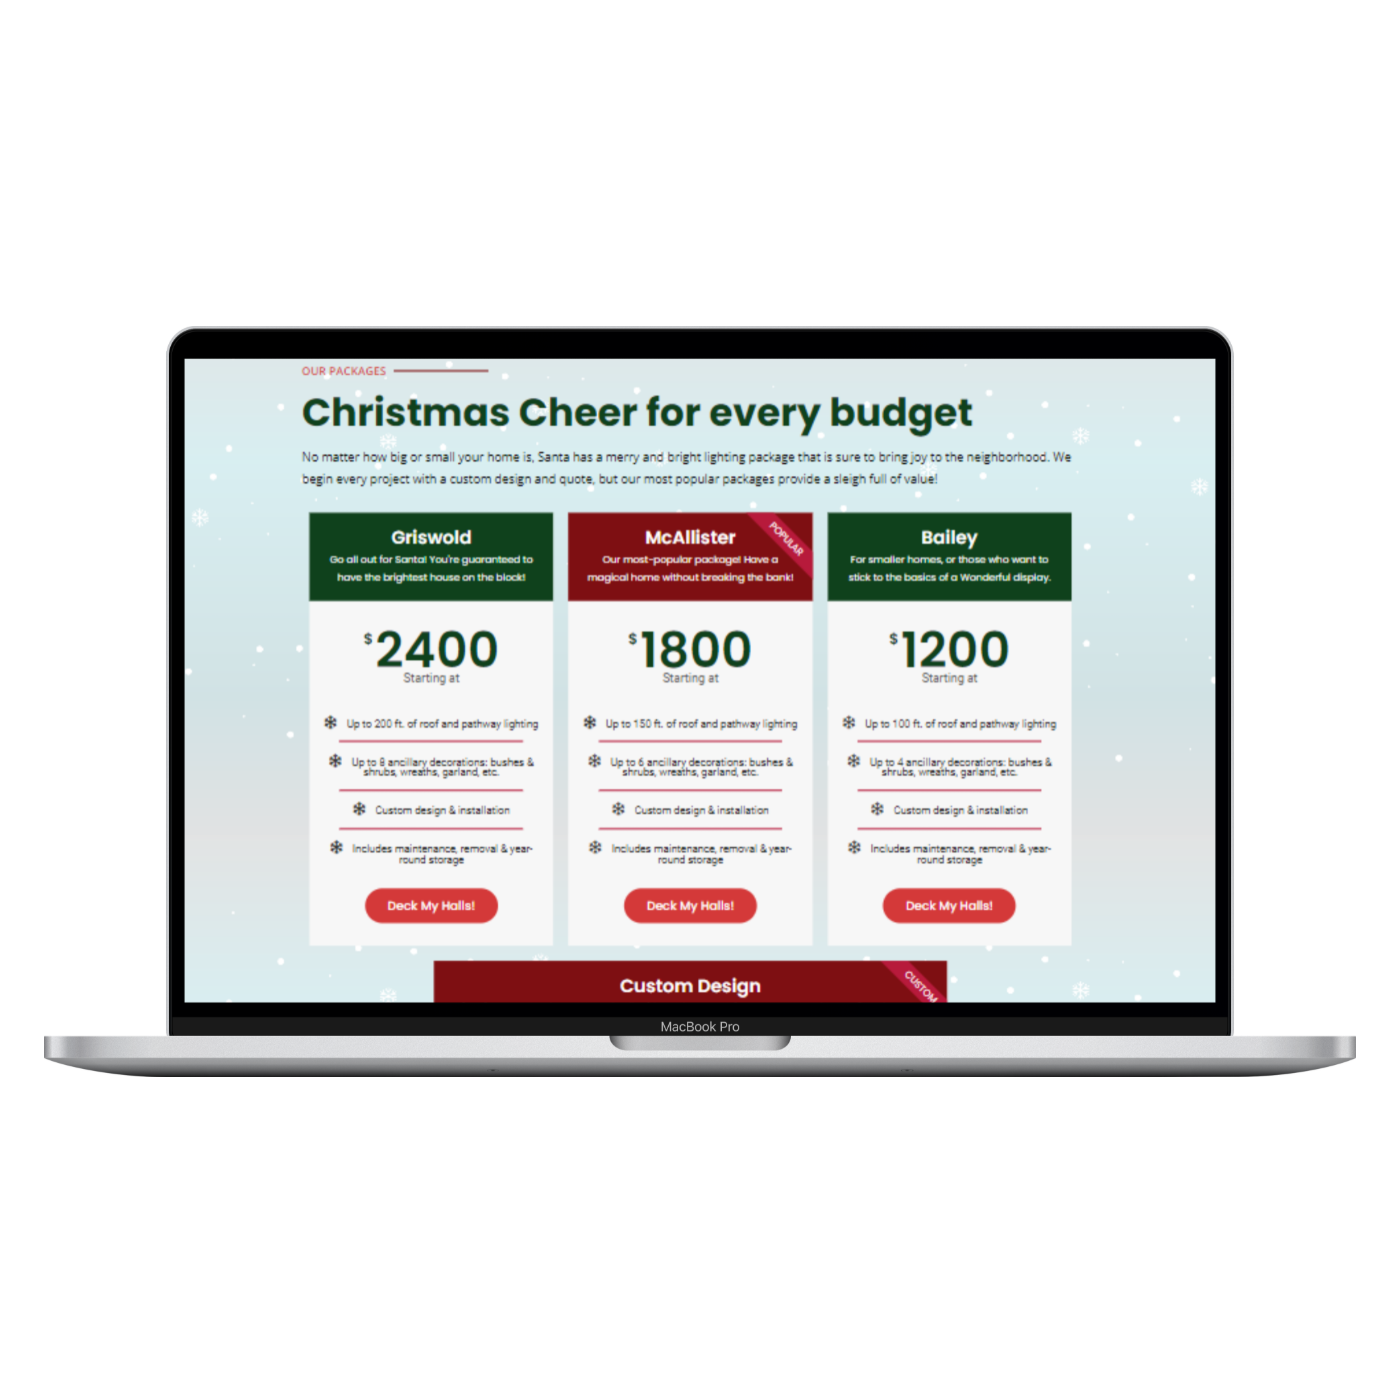 OUR PACKAGES
Christmas Cheer for every budget
No matter how big or small your home is, Santa has a merry and bright lighting package that is sure to bring joy to the neighborhood. We
begin every project with a custom design and quote, but our most popular packages provide a sleigh full of value!
Griswold
Go all out for Santa! You're guaranteed to
have the brightest house on the block!
$2400
Starting at
Up to 200 ft. of roof and pathway lighting
Up to 8 ancillary decorations: bushes &
shrubs, wreaths, garland, etc.
Custom design & installation
Includes maintenance, removal & year-
round storage
Deck My Halls!
POPULAR
McAllister
Our most-popular package! Have a
magical home without breaking the bank!
$1800
Starting at
Up to 150 ft. of roof and pathway lighting
Up to 6 ancillary decorations: bushes &
shrubs, wreaths, garland, etc.
Custom design & installation
Includes maintenance, removal & year-
round storage
Deck My Halls!
Bailey
For smaller homes, or those who want to
stick to the basics of a Wonderful display.
$1200
Starting at
Up to 100 ft. of roof and pathway lighting
Up to 4 ancillary decorations: bushes &
shrubs, wreaths, garland, etc.
Custom design & installation
Includes maintenance, removal & year-
round storage
Deck My Halls!
Custom Design
CUSTOM
MacBook Pro